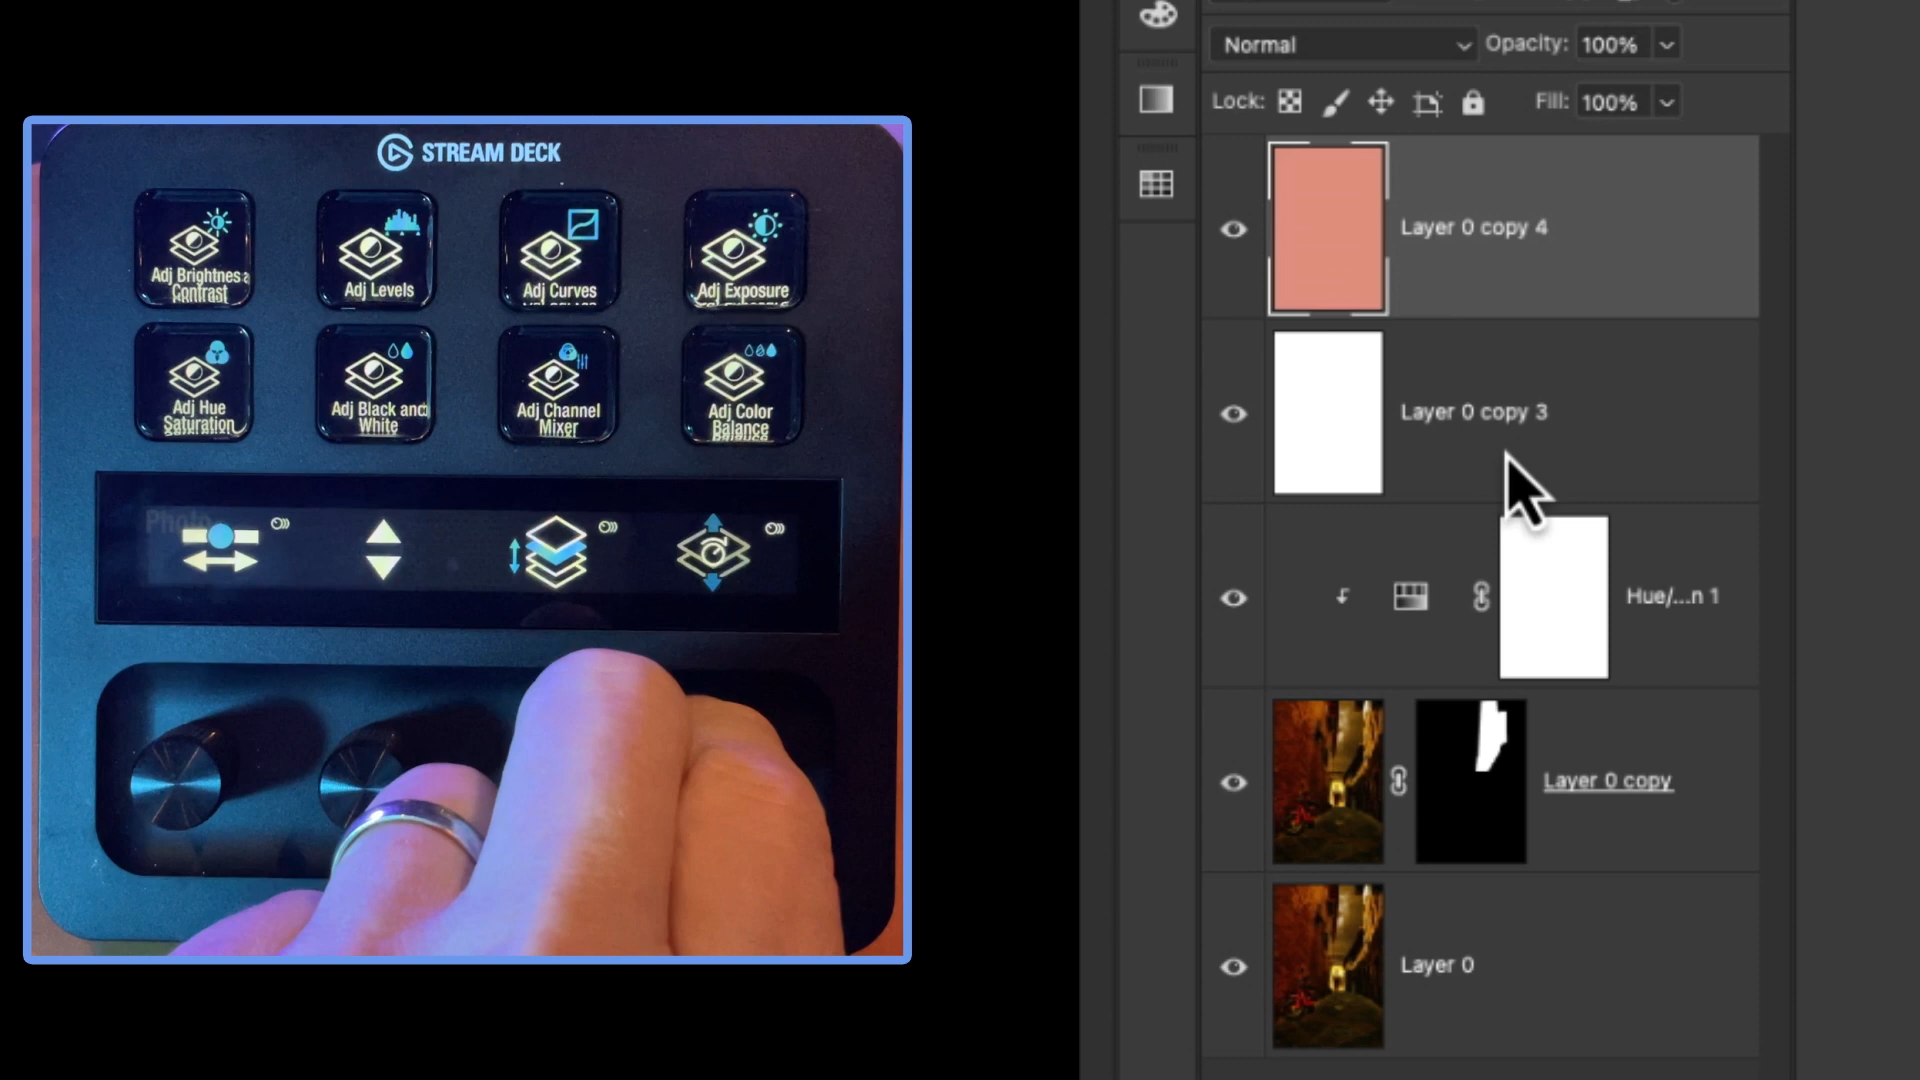 STREAM DECK
Adj Brightnes a
Contrast
Adj Levels
Adj Curves
Adj Exposure
Adj Hue
Saturation
Adj Black and
White
Adj Channel
Mixer
Adj Color
Balance
Photo
Normal
Opacity: 100%
Lock:
Fill: 100%
Layer 0 copy 4
Layer 0 copy 3
Hue/...n 1
Layer 0 copy
Layer 0